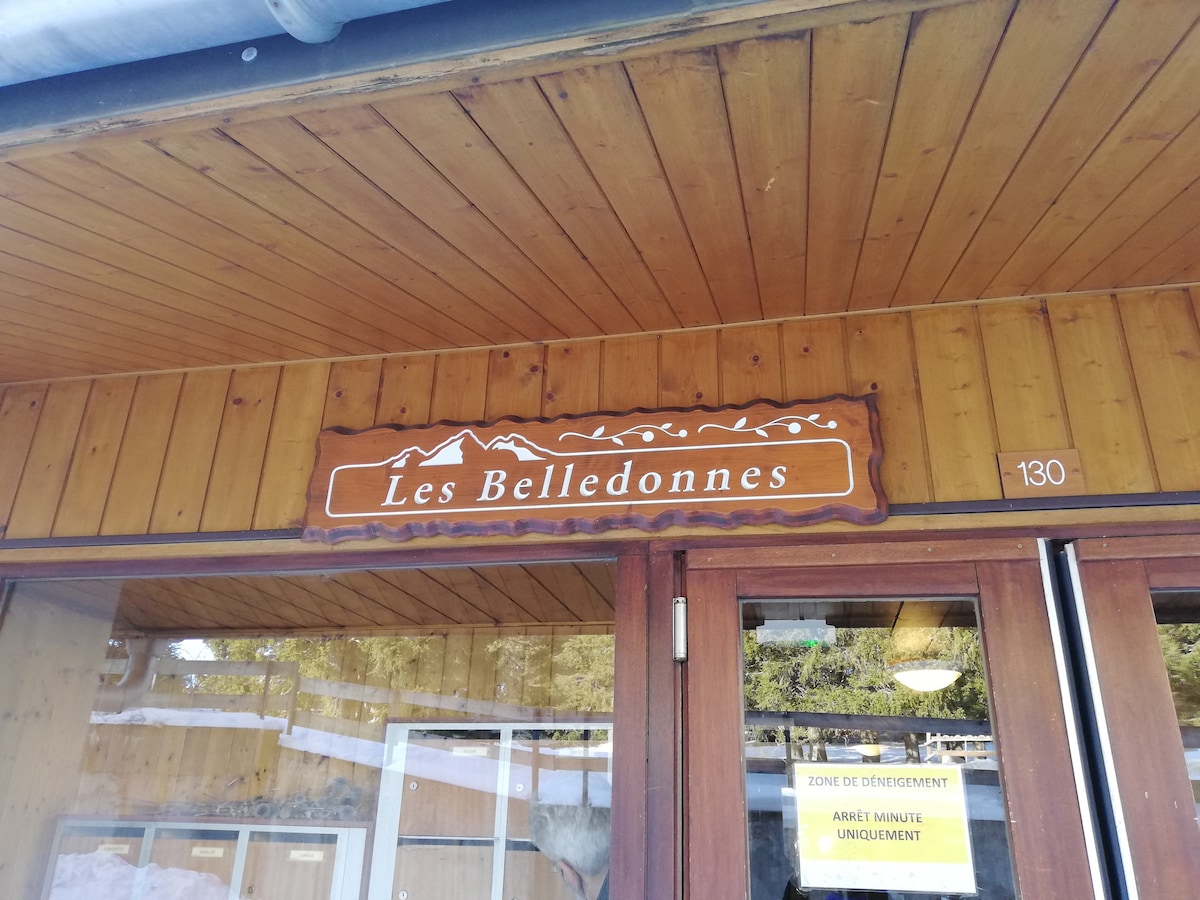 Les Belledonnes
130
ZONE DE DÉNEIGEMENT
ARRÊT MINUTE
UNIQUEMENT